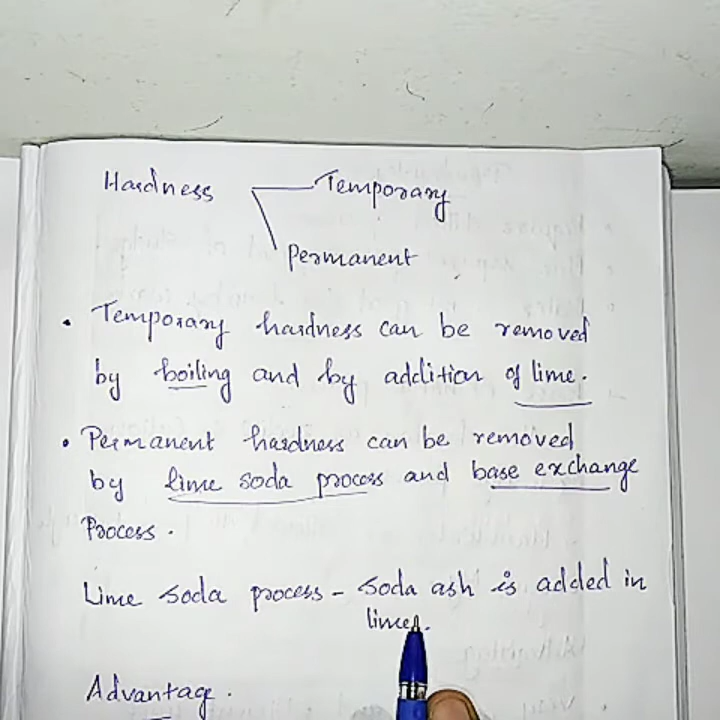 Hardness
Temporary
Permanent
• Temporary hardness can be removed
by boiling and by addition of lime.
• Permanent hardness can be removed
by lime soda process and base exchange
Process.
Lime soda process - soda ash is added in
lime.
Advantage.